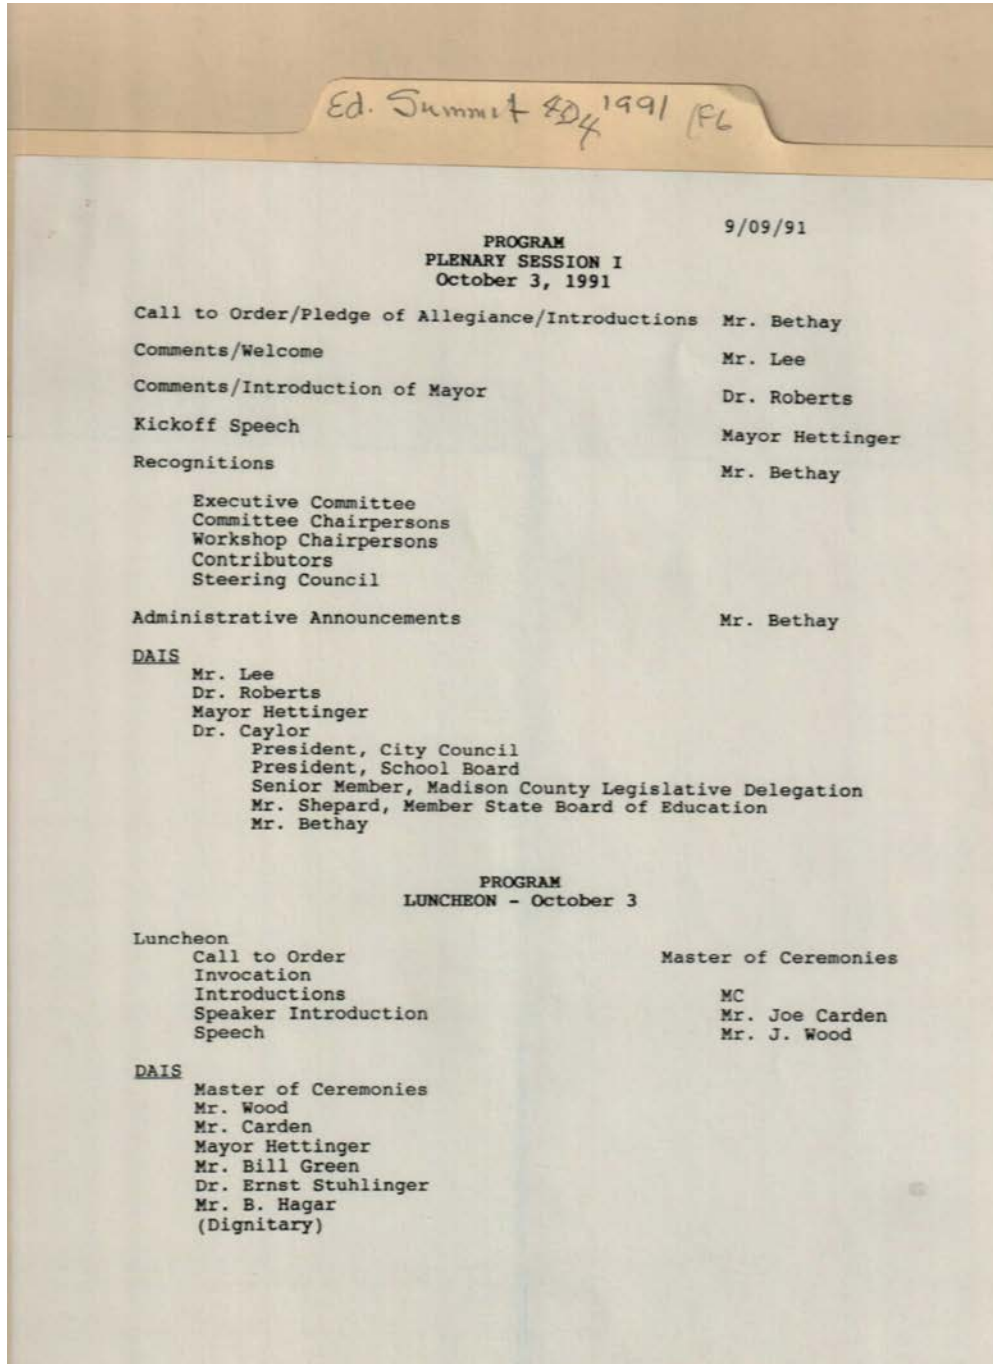 Ed. Summit 4D4 1991
9/09/91
PROGRAM
PLENARY SESSION I
October 3, 1991
Call to Order/Pledge of Allegiance/Introductions Mr. Bethay
Comments/Welcome Mr. Lee
Comments/Introduction of Mayor Dr. Roberts
Kickoff Speech Mayor Hettinger
Recognitions Mr. Bethay
Executive Committee
Committee Chairpersons
Workshop Chairpersons
Contributors
Steering Council
Administrative Announcements Mr. Bethay
DAIS
Mr. Lee
Dr. Roberts
Mayor Hettinger
Dr. Caylor
President, City Council
President, School Board
Senior Member, Madison County Legislative Delegation
Mr. Shepard, Member State Board of Education
Mr. Bethay
PROGRAM
LUNCHEON - October 3
Luncheon
Call to Order Master of Ceremonies
Invocation
Introductions MC
Speaker Introduction Mr. Joe Carden
Speech Mr. J. Wood
DAIS
Master of Ceremonies
Mr. Wood
Mr. Carden
Mayor Hettinger
Mr. Bill Green
Dr. Ernst Stuhlinger
Mr. B. Hagar
(Dignitary)